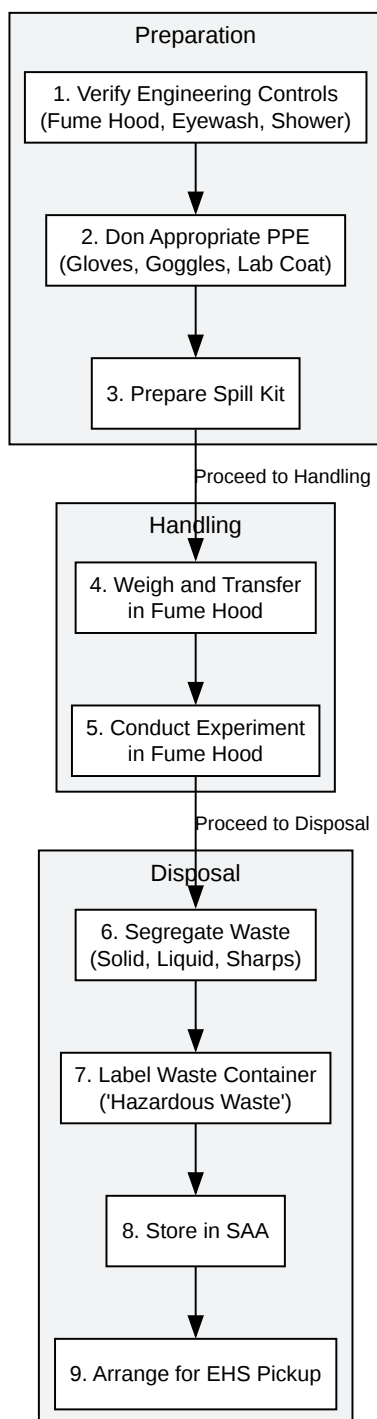 Preparation
1. Verify Engineering Controls
(Fume Hood, Eyewash, Shower)
2. Don Appropriate PPE
(Gloves, Goggles, Lab Coat)
3. Prepare Spill Kit
Proceed to Handling
Handling
4. Weigh and Transfer
in Fume Hood
5. Conduct Experiment
in Fume Hood
Proceed to Disposal
Disposal
6. Segregate Waste
(Solid, Liquid, Sharps)
7. Label Waste Container
('Hazardous Waste')
8. Store in SAA
9. Arrange for EHS Pickup